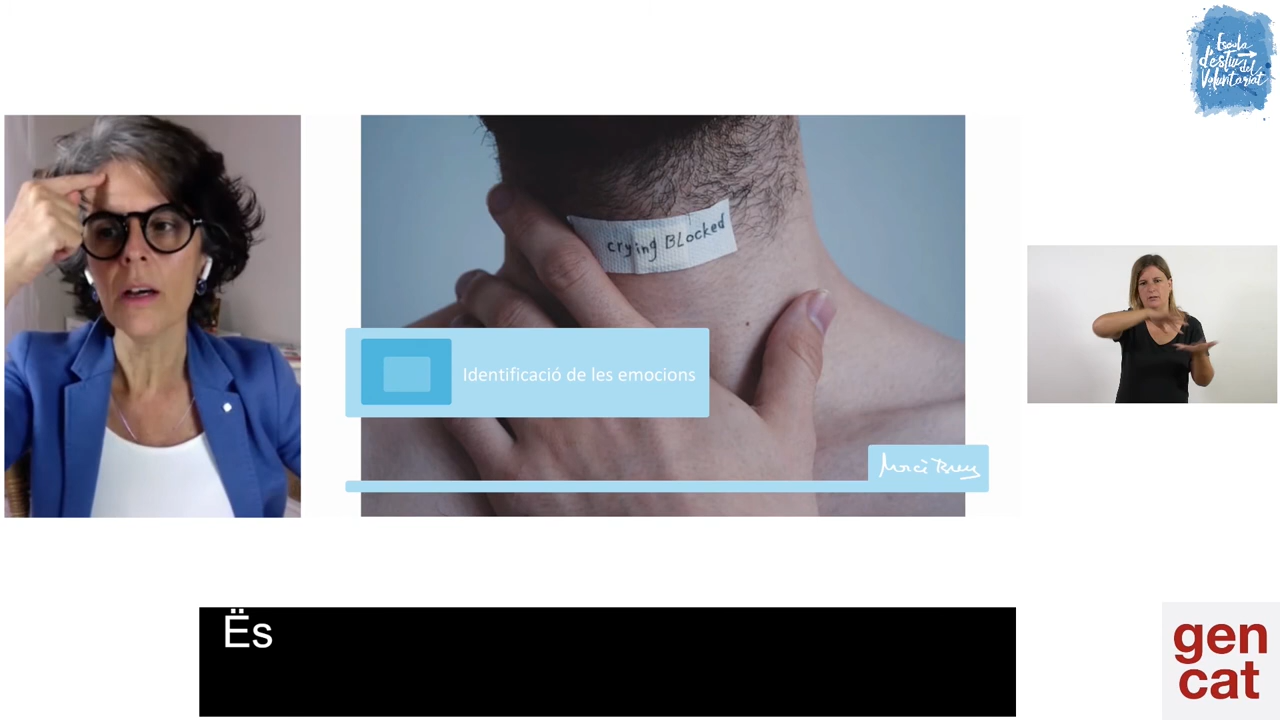 Escola
d'estiu del
Voluntariat
crying BLocked
Identificació de les emocions
Ës
gen
cat